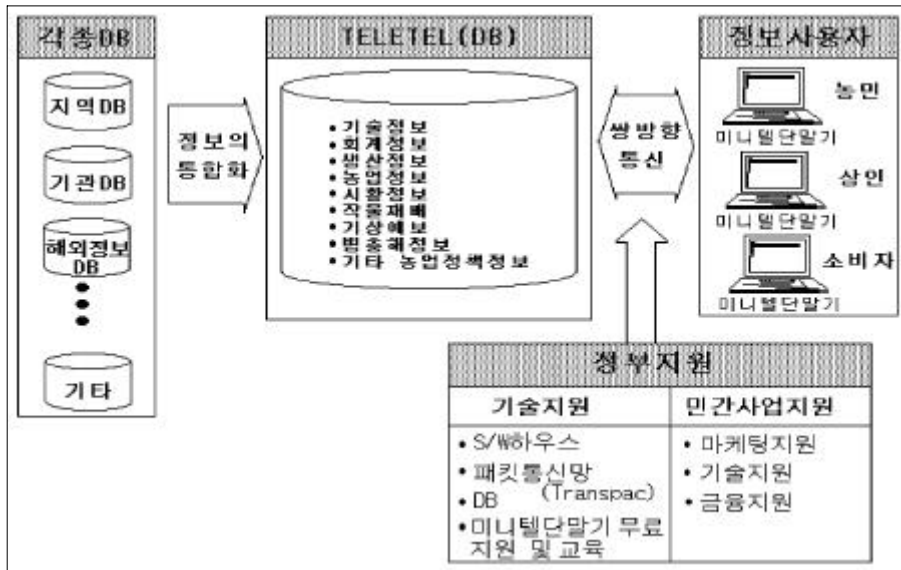 각종DB
지역DB
기관DB
해외정보
DB
기타
정보의
통합화
TELETEL(DB)
•기술정보
•회계정보
•생산정보
•농업정보
•시황정보
•작물재배
•기상예보
•병충해정보
•기타 농업정책정보
쌍방향
통신
정보사용자
농민
미니텔단말기
상인
미니텔단말기
소비자
미니텔단말기
정부지원
기술지원
•S/W하우스
•패킷통신망
(Transpac)
•DB
•미니텔단말기 무료
지원 및 교육
민간사업지원
•마케팅지원
•기술지원
•금융지원